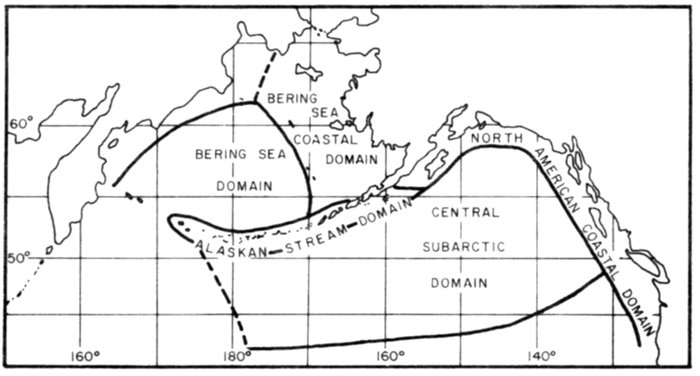 BERING
SEA
COASTAL
DOMAIN
60°
NORTH AMERICAN COASTAL DOMAIN
BERING SEA
DOMAIN
ALASKAN STREAM DOMAIN
CENTRAL
SUBARCTIC
DOMAIN
50°
160°
180°
160°
140°